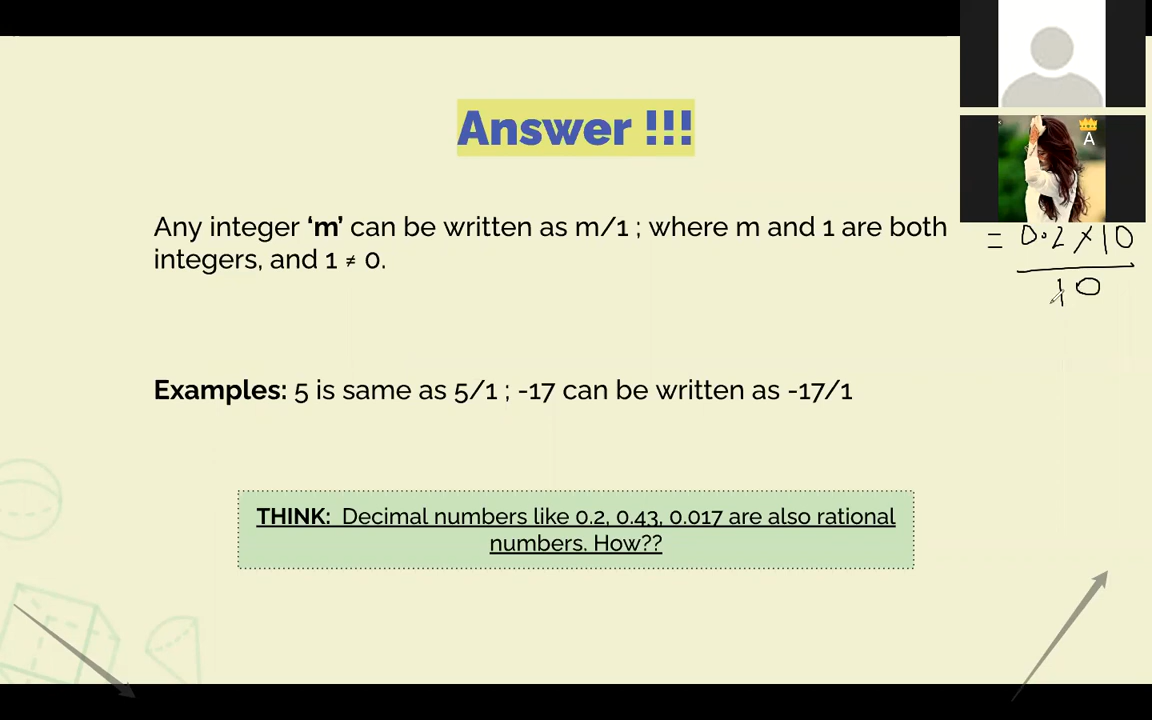 Answer !!!
A
Any integer ‘m’ can be written as m/1 ; where m and 1 are both
integers, and 1 ≠ 0.
= 0.2 × 10
10
Examples: 5 is same as 5/1 ; -17 can be written as -17/1
THINK: Decimal numbers like 0.2, 0.43, 0.017 are also rational
numbers. How??